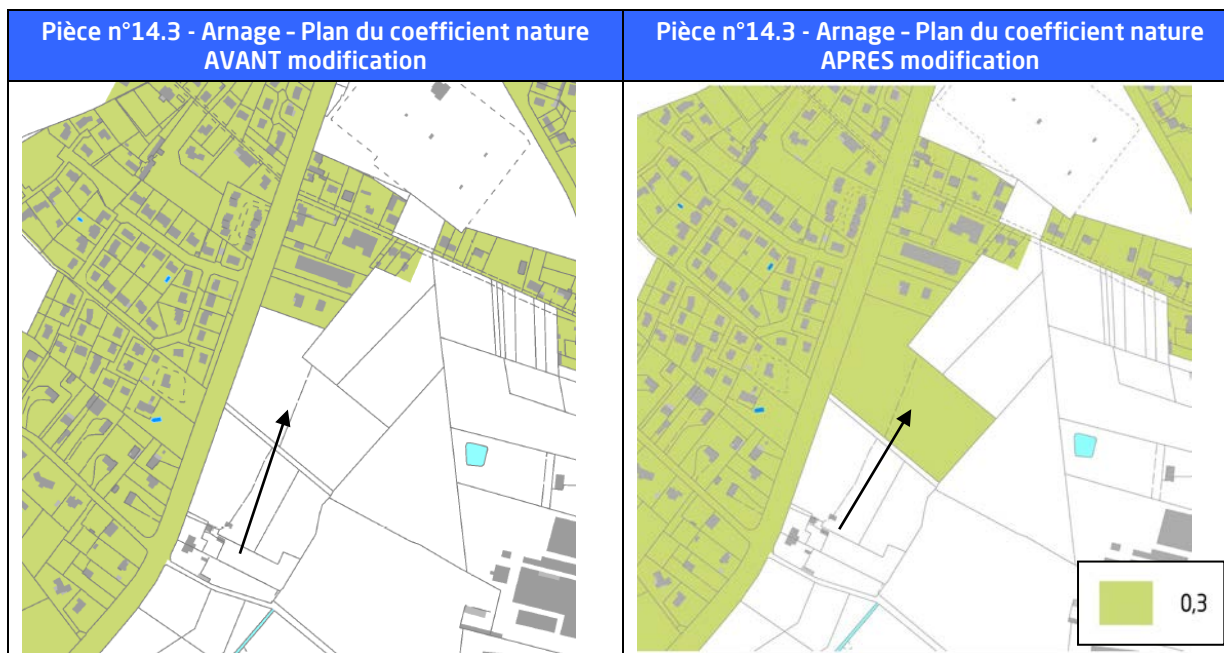 Pièce n°14.3 - Arnage – Plan du coefficient nature
AVANT modification
Pièce n°14.3 - Arnage – Plan du coefficient nature
APRES modification
0,3